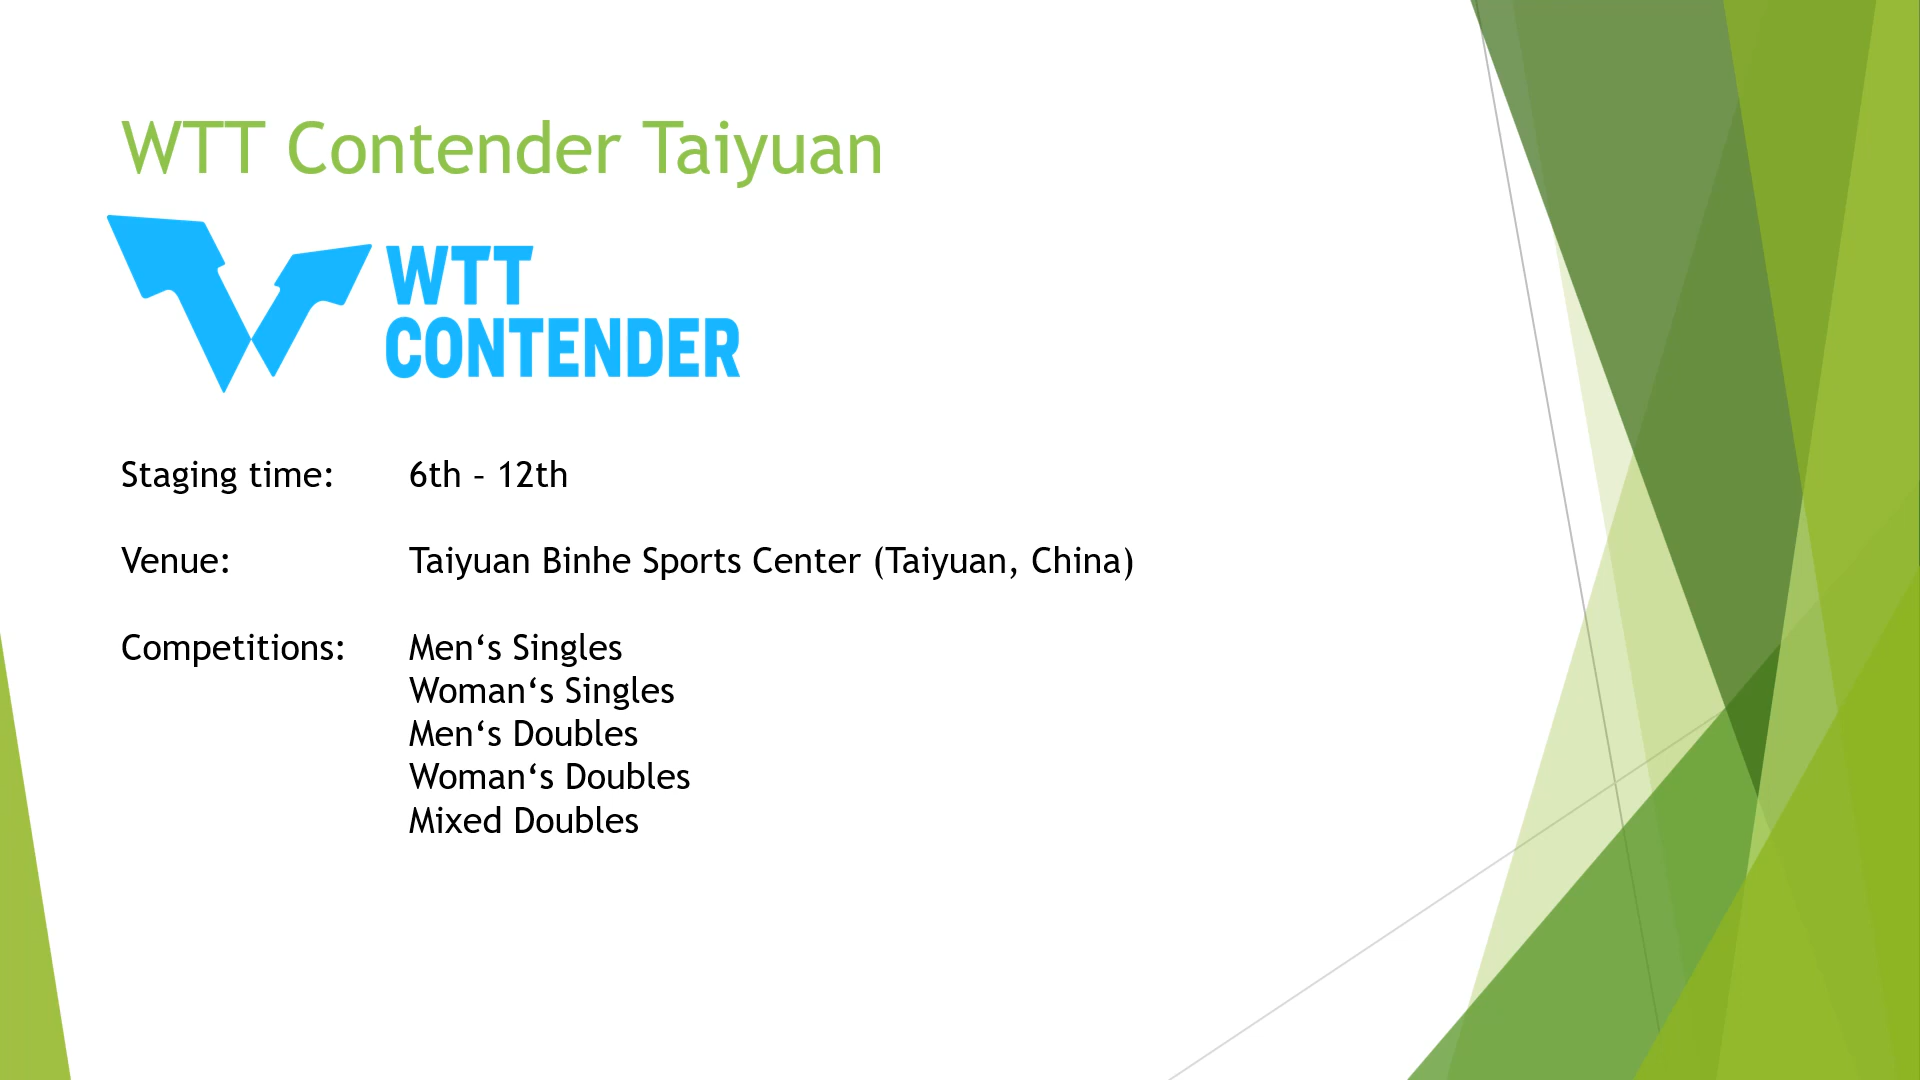 WTT Contender Taiyuan
WTT
CONTENDER
Staging time: 6th – 12th
Venue: Taiyuan Binhe Sports Center (Taiyuan, China)
Competitions: Men‘s Singles
Woman‘s Singles
Men‘s Doubles
Woman‘s Doubles
Mixed Doubles